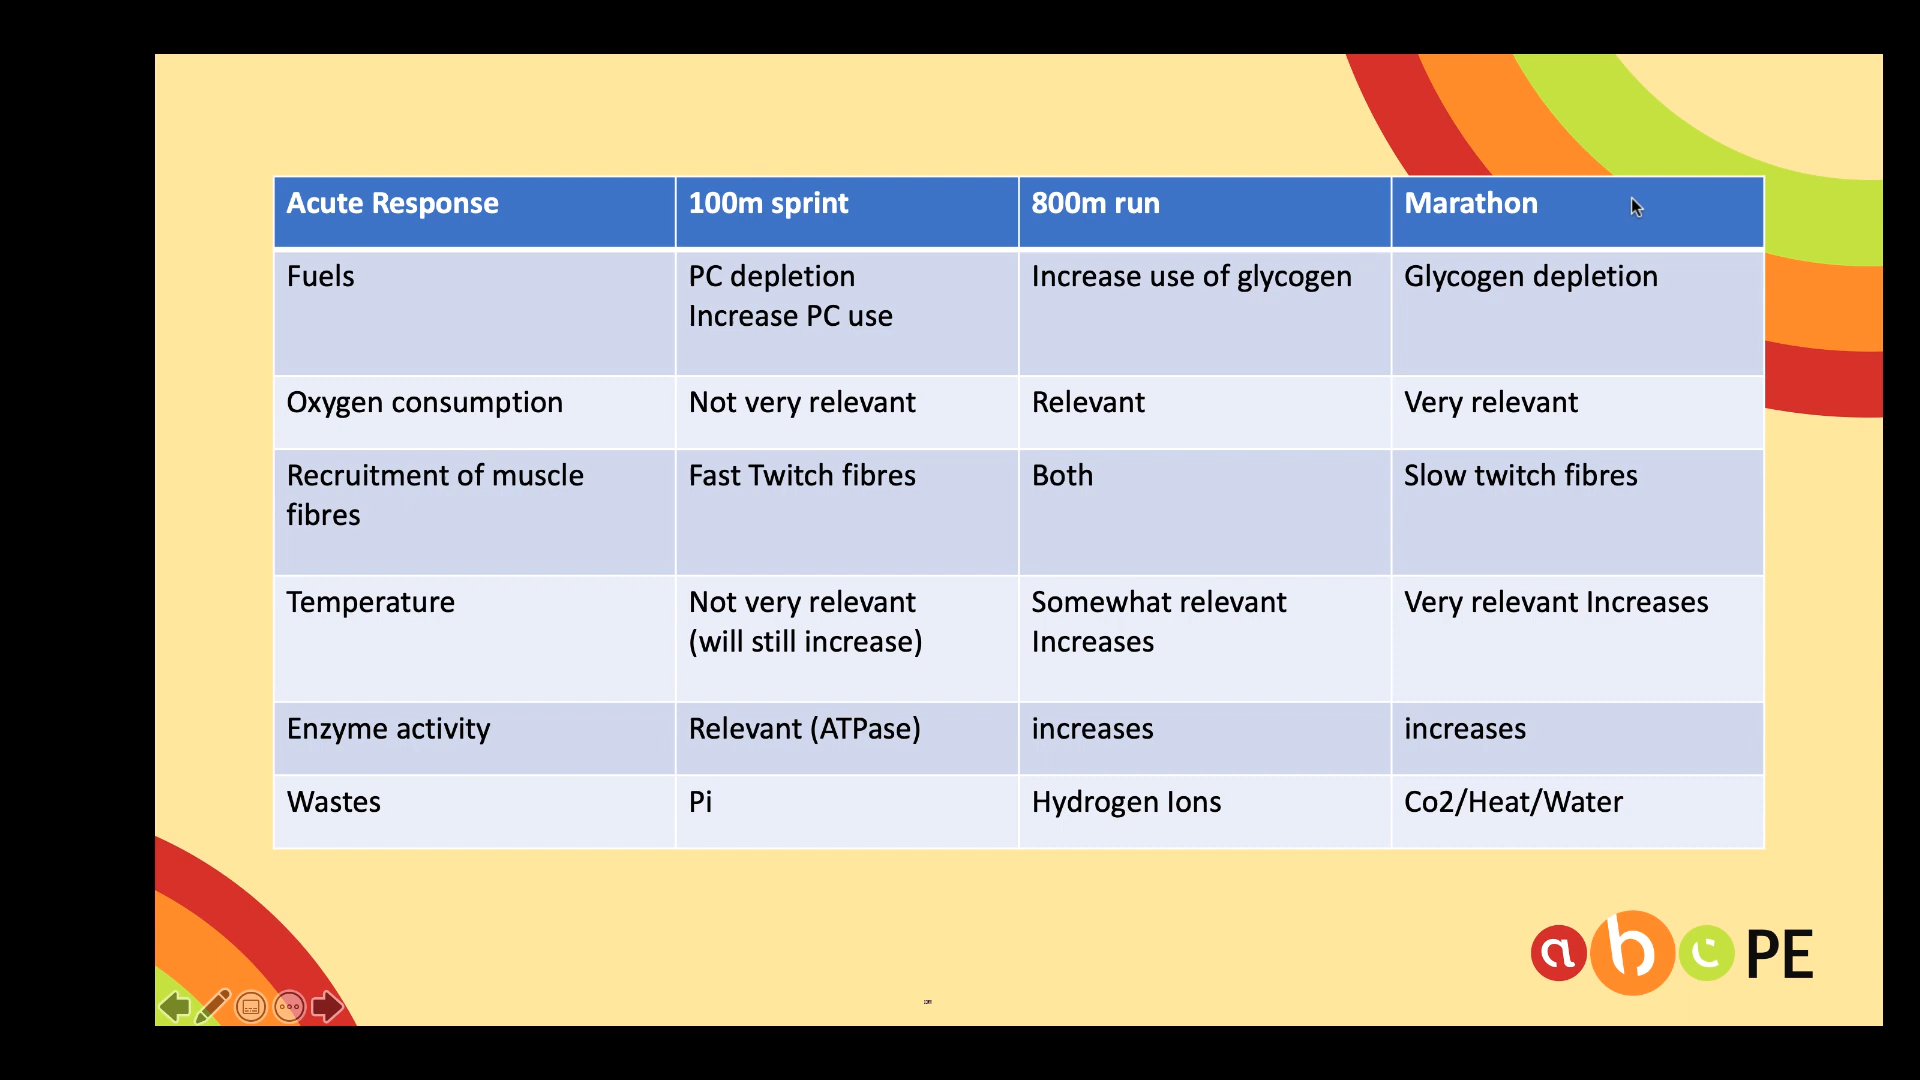 Acute Response
100m sprint
800m run
Marathon
Fuels
PC depletion
Increase PC use
Increase use of glycogen
Glycogen depletion
Oxygen consumption
Not very relevant
Relevant
Very relevant
Recruitment of muscle
fibres
Fast Twitch fibres
Both
Slow twitch fibres
Temperature
Not very relevant
(will still increase)
Somewhat relevant
Increases
Very relevant Increases
Enzyme activity
Relevant (ATPase)
increases
increases
Wastes
Pi
Hydrogen Ions
Co2/Heat/Water
abc PE